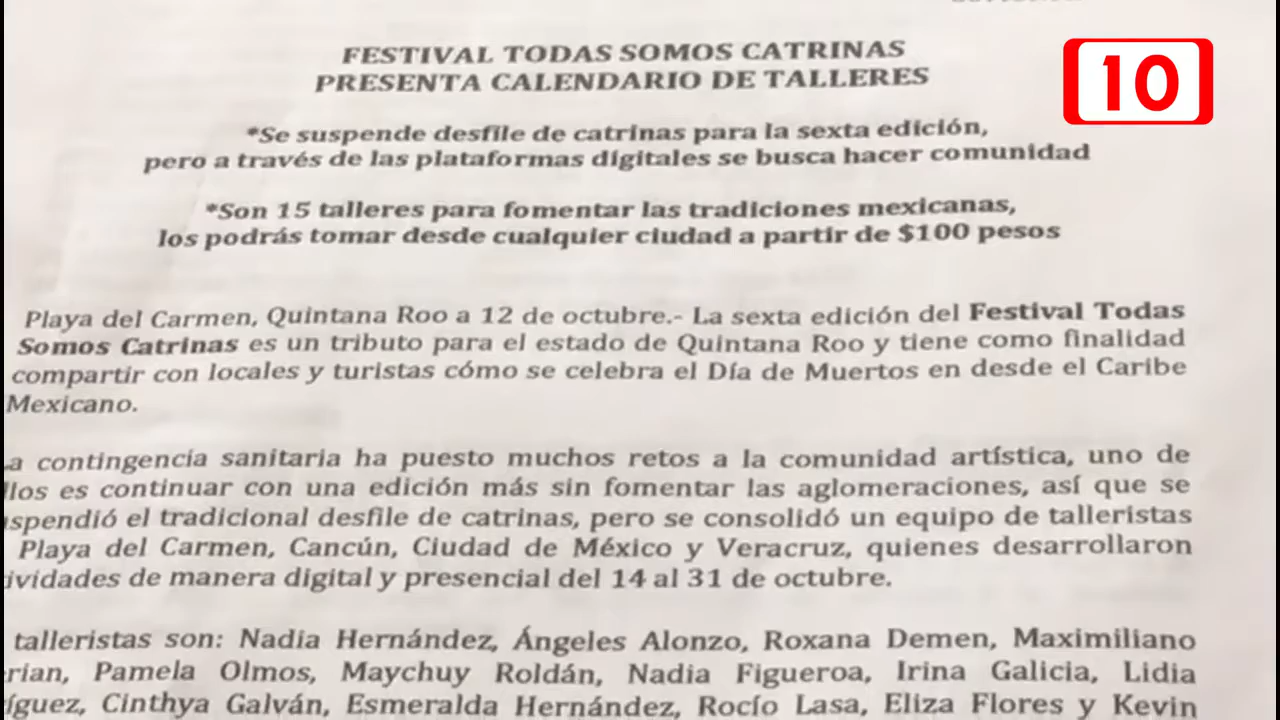 FESTIVAL TODAS SOMOS CATRINAS
PRESENTA CALENDARIO DE TALLERES
10
*Se suspende desfile de catrinas para la sexta edición,
pero a través de las plataformas digitales se busca hacer comunidad
*Son 15 talleres para fomentar las tradiciones mexicanas,
los podrás tomar desde cualquier ciudad a partir de $100 pesos
Playa del Carmen, Quintana Roo a 12 de octubre.- La sexta edición del Festival Todas
Somos Catrinas es un tributo para el estado de Quintana Roo y tiene como finalidad
compartir con locales y turistas cómo se celebra el Día de Muertos en desde el Caribe
Mexicano.
a contingencia sanitaria ha puesto muchos retos a la comunidad artística, uno de
llos es continuar con una edición más sin fomentar las aglomeraciones, así que se
spendió el tradicional desfile de catrinas, pero se consolidó un equipo de talleristas
Playa del Carmen, Cancún, Ciudad de México y Veracruz, quienes desarrollaron
ividades de manera digital y presencial del 14 al 31 de octubre.
talleristas son: Nadia Hernández, Ángeles Alonzo, Roxana Demen, Maximiliano
rian, Pamela Olmos, Maychuy Roldán, Nadia Figueroa, Irina Galicia, Lidia
íguez, Cinthya Galván, Esmeralda Hernández, Rocío Lasa, Eliza Flores y Kevin